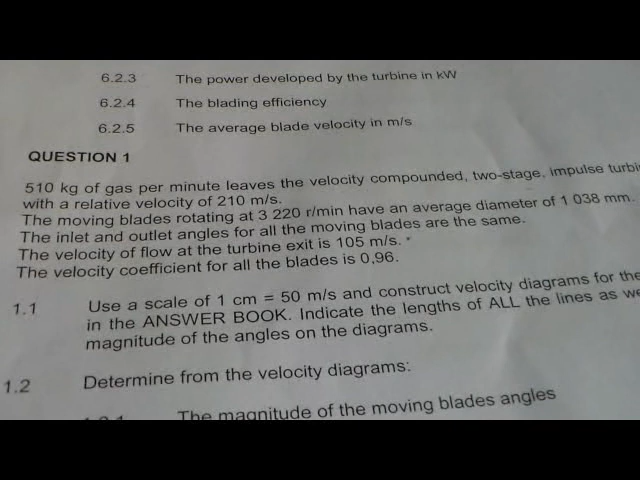 6.2.3 The power developed by the turbine in kW
6.2.4 The blading efficiency
6.2.5 The average blade velocity in m/s
QUESTION 1
510 kg of gas per minute leaves the velocity compounded, two-stage, impulse turbi
with a relative velocity of 210 m/s.
The moving blades rotating at 3 220 r/min have an average diameter of 1 038 mm.
The inlet and outlet angles for all the moving blades are the same.
The velocity of flow at the turbine exit is 105 m/s.
The velocity coefficient for all the blades is 0,96.
1.1 Use a scale of 1 cm = 50 m/s and construct velocity diagrams for the
in the ANSWER BOOK. Indicate the lengths of ALL the lines as we
magnitude of the angles on the diagrams.
1.2 Determine from the velocity diagrams:
The magnitude of the moving blades angles